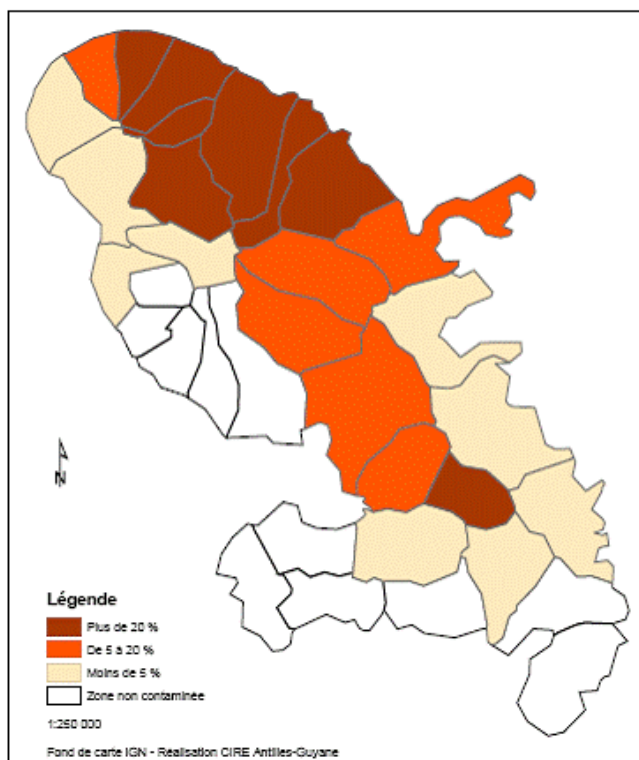 Légende
Plus de 20 %
De 5 à 20 %
Moins de 5 %
Zone non contaminée
1:250 000
Fond de carte IGN - Realisation CIRE Antilles-Guyane